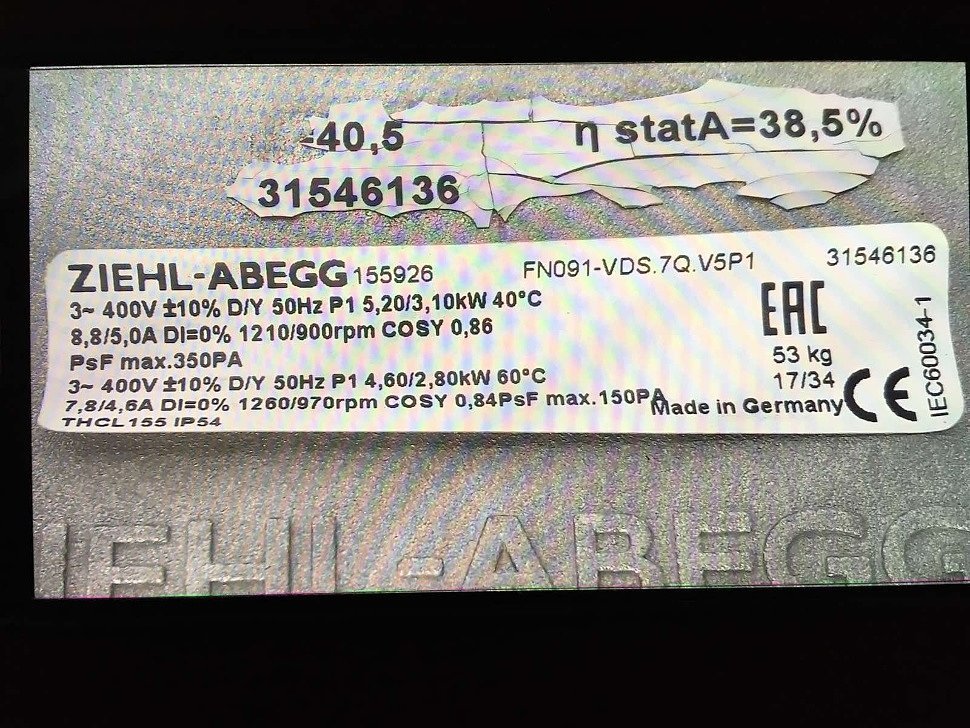 -40,5 η statA=38,5%
31546136
ZIEHL-ABEGG 155926 FN091-VDS.7Q.V5P1 31546136
3~ 400V ±10% D/Y 50Hz P1 5,20/3,10kW 40°C
8,8/5,0A DI=0% 1210/900rpm COSY 0,86
PsF max.350PA
3~ 400V ±10% D/Y 50Hz P1 4,60/2,80kW 60°C
7,8/4,6A DI=0% 1260/970rpm COSY 0,84PsF max.150PA
THCL155 IP54
EAC
53 kg
17/34
Made in Germany
CE
IEC60034-1
ZIEHL-ABEGG